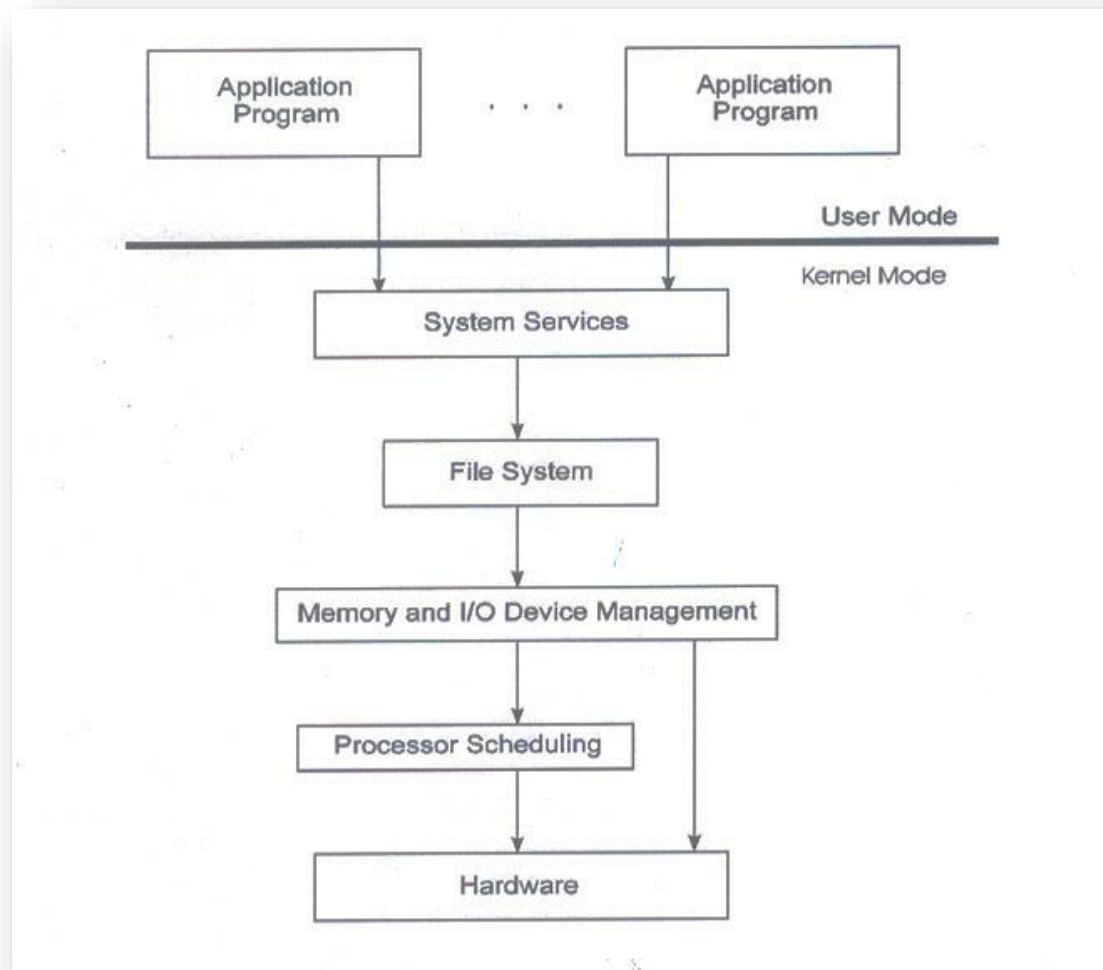 Application
Program
. . .
Application
Program
User Mode
Kernel Mode
System Services
File System
Memory and I/O Device Management
Processor Scheduling
Hardware